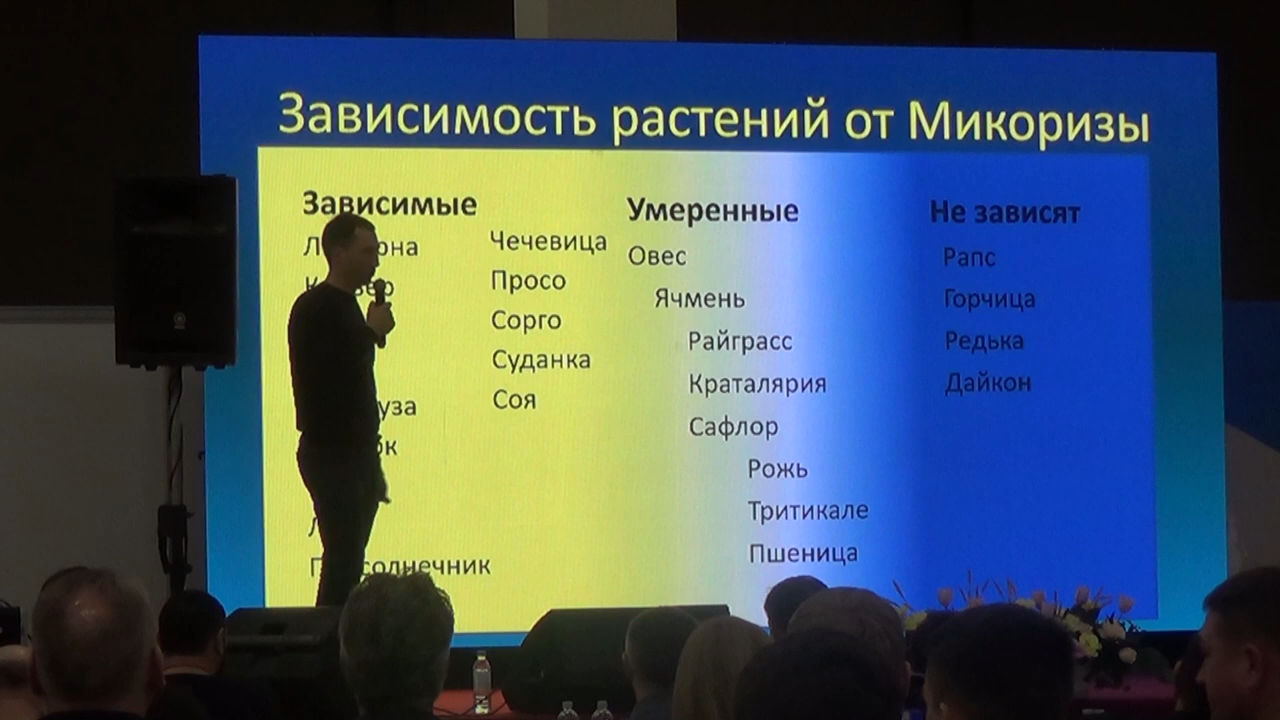 Зависимость растений от Микоризы
Зависимые
Чечевица
Просо
Сорго
Суданка
Соя
Умеренные
Овес
Ячмень
Райграсс
Краталярия
Сафлор
Рожь
Тритикале
Пшеница
Не зависят
Рапс
Горчица
Редька
Дайкон